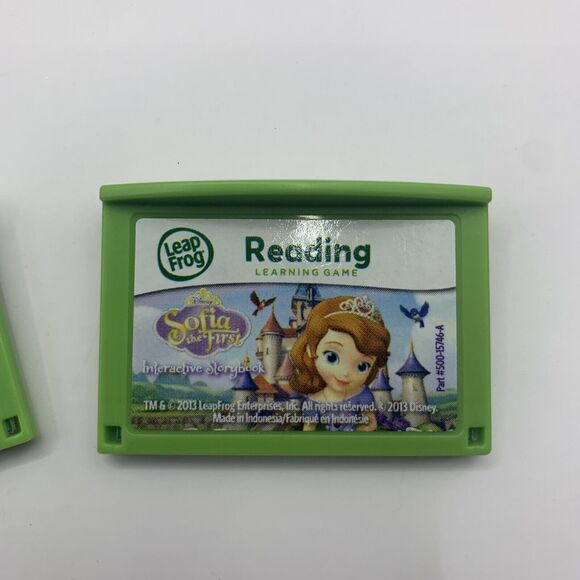 Leap
Frog
Reading
LEARNING GAME
Disney
Sofia
the First
Interactive Storybook
Part #500-15746-A
TM & © 2013 LeapFrog Enterprises, Inc. All rights reserved. © 2013 Disney.
Made in Indonesia/Fabriqué en Indonésie